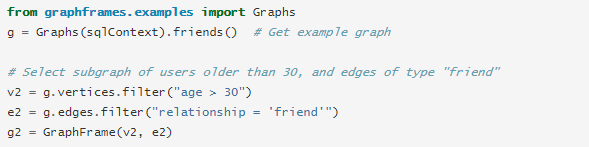 from graphframes.examples import Graphs
g = Graphs(sqlContext).friends()  # Get example graph
# Select subgraph of users older than 30, and edges of type "friend"
v2 = g.vertices.filter("age > 30")
e2 = g.edges.filter("relationship = 'friend'")
g2 = GraphFrame(v2, e2)